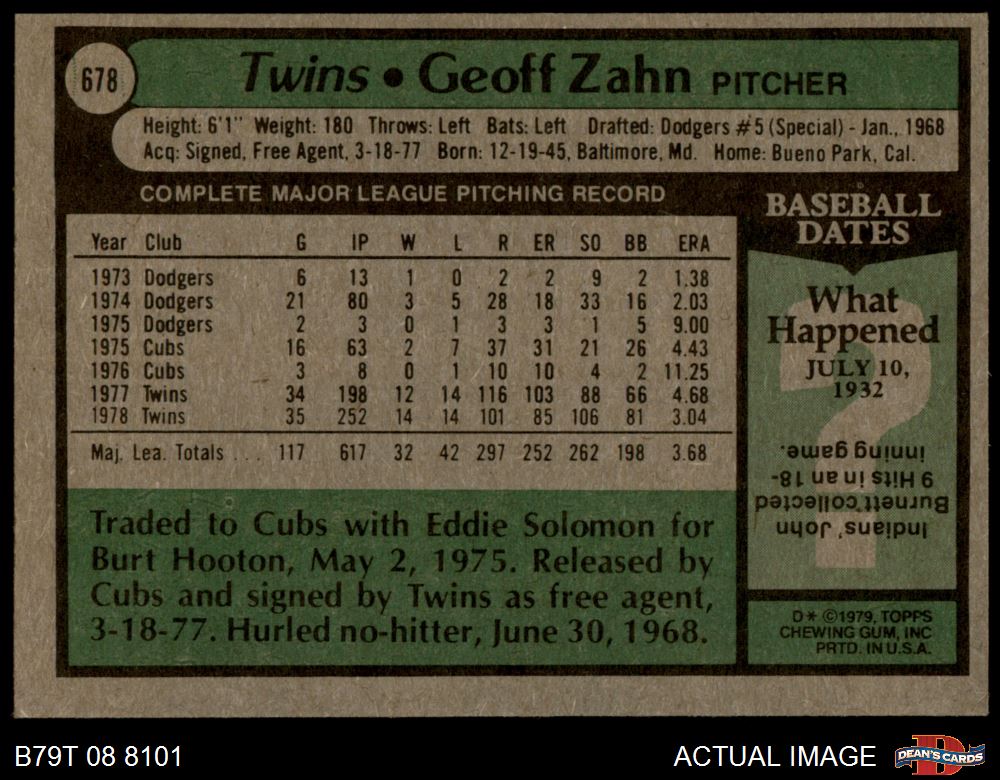 678
Twins • Geoff Zahn PITCHER
Height: 6'1" Weight: 180 Throws: Left Bats: Left Drafted: Dodgers #5 (Special) - Jan., 1968
Acq: Signed, Free Agent, 3-18-77 Born: 12-19-45, Baltimore, Md. Home: Bueno Park, Cal.
COMPLETE MAJOR LEAGUE PITCHING RECORD
Year Club G IP W L R ER SO BB ERA
1973 Dodgers 6 13 1 0 2 2 9 2 1.38
1974 Dodgers 21 80 3 5 28 18 33 16 2.03
1975 Dodgers 2 3 0 1 3 3 1 5 9.00
1975 Cubs 16 63 2 7 37 31 21 26 4.43
1976 Cubs 3 8 0 1 10 10 4 2 11.25
1977 Twins 34 198 12 14 116 103 88 66 4.68
1978 Twins 35 252 14 14 101 85 106 81 3.04
Maj. Lea. Totals . . . 117 617 32 42 297 252 262 198 3.68
Traded to Cubs with Eddie Solomon for
Burt Hooton, May 2, 1975. Released by
Cubs and signed by Twins as free agent,
3-18-77. Hurled no-hitter, June 30, 1968.
BASEBALL
DATES
What
Happened
JULY 10,
1932
?
Indians' John
Burnett collected
9 Hits in an 18-
inning game.
D* ©1979, TOPPS
CHEWING GUM, INC
PRTD. IN U.S.A.
B79T 08 8101
ACTUAL IMAGE
D
DEAN'S CARDS